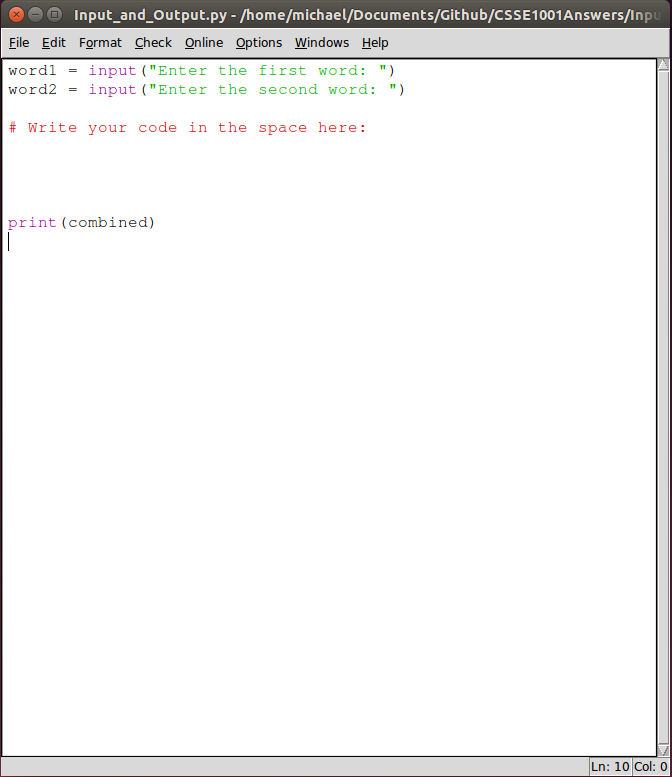 Input_and_Output.py - /home/michael/Documents/Github/CSSE1001Answers/Inpu
File Edit Format Check Online Options Windows Help
word1 = input("Enter the first word: ")
word2 = input("Enter the second word: ")
# Write your code in the space here:
print(combined)
Ln: 10 Col: 0